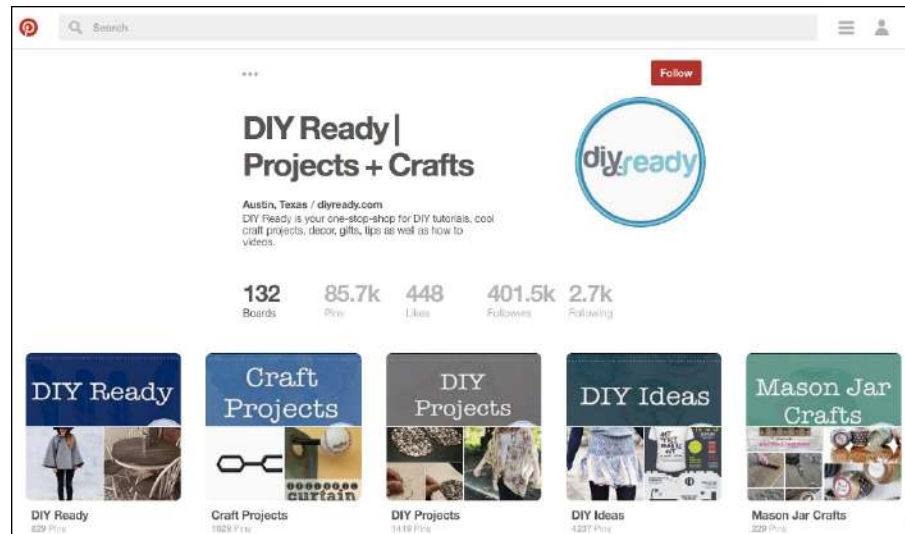 Search
Follow
DIY Ready |
Projects + Crafts
diy ready
Austin, Texas / diyready.com
DIY Ready is your one-stop-shop for DIY tutorials, cool
craft projects, decor, gifts, tips as well as how to
videos.
132 85.7k 448 401.5k 2.7k
Boards Pins Likes Followers Following
DIY Ready
Craft
Projects
DIY
Projects
DIY Ideas
Mason Jar
Crafts
curtain
DIY Ready Craft Projects DIY Projects DIY Ideas Mason Jar Crafts
829 Pins 1629 Pins 1419 Pins 4237 Pins 229 Pins